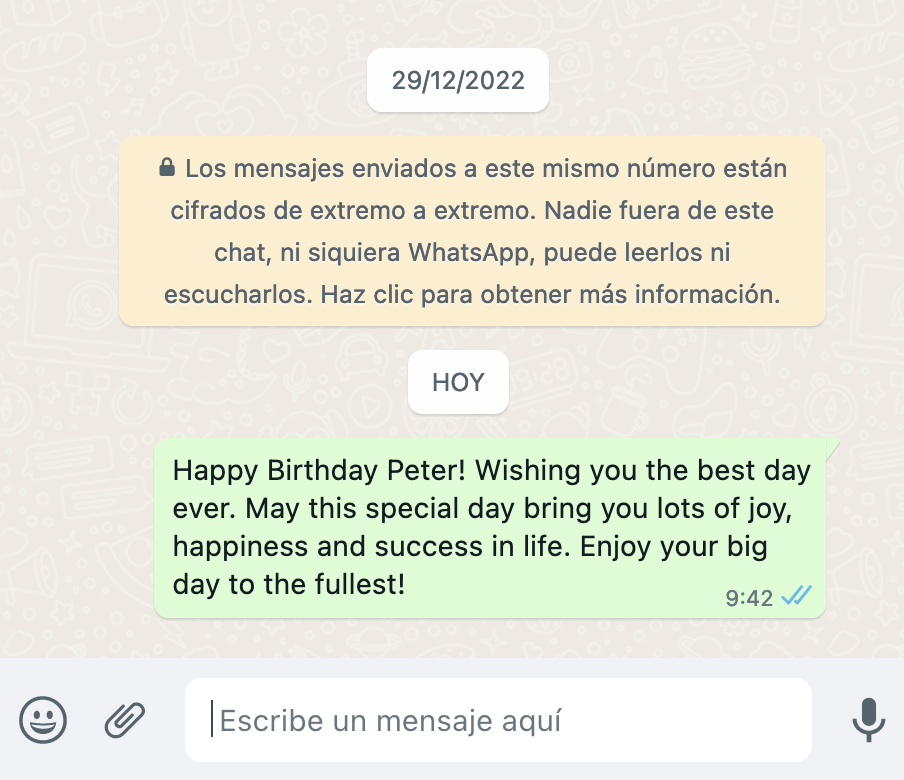 29/12/2022
Los mensajes enviados a este mismo número están
cifrados de extremo a extremo. Nadie fuera de este
chat, ni siquiera WhatsApp, puede leerlos ni
escucharlos. Haz clic para obtener más información.
HOY
Happy Birthday Peter! Wishing you the best day
ever. May this special day bring you lots of joy,
happiness and success in life. Enjoy your big
day to the fullest!
9:42
Escribe un mensaje aquí